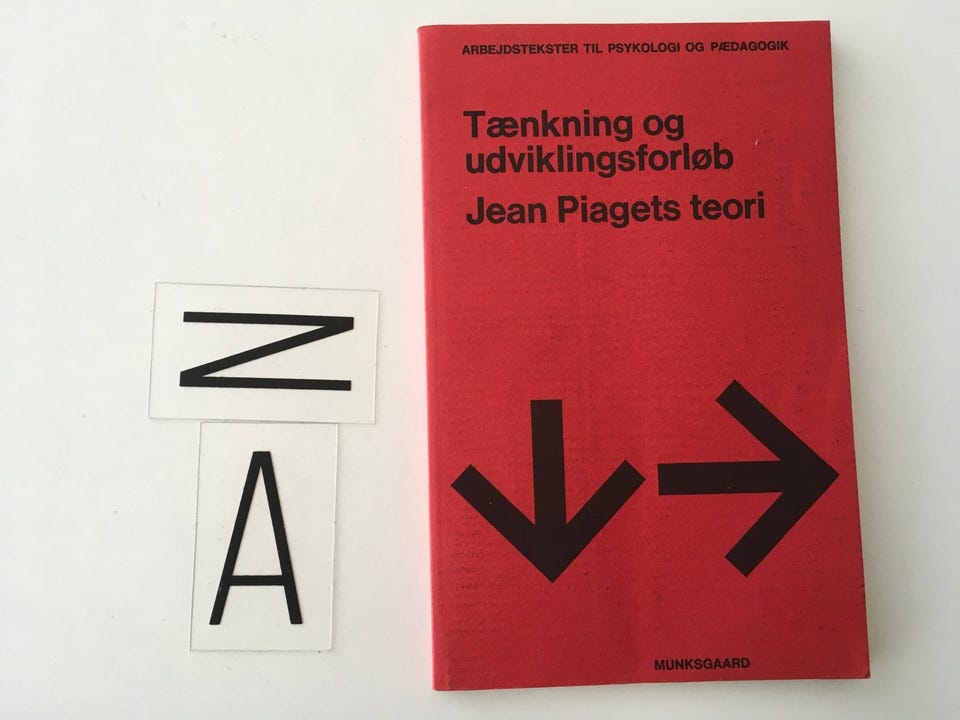 ARBEJDSTEKSTER TIL PSYKOLOGI OG PÆDAGOGIK
Tænkning og
udviklingsforløb
Jean Piagets teori
MUNKSGAARD
N
A